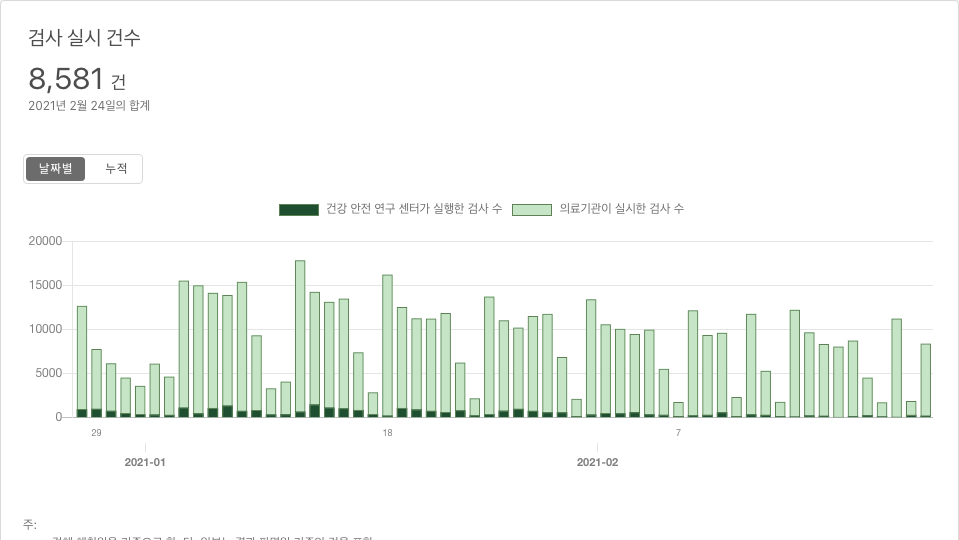 검사 실시 건수
8,581 건
2021년 2월 24일의 합계
날짜별 누적
건강 안전 연구 센터가 실행한 검사 수 의료기관이 실시한 검사 수
20000
15000
10000
5000
0
29 18 7
2021-01 2021-02
주: